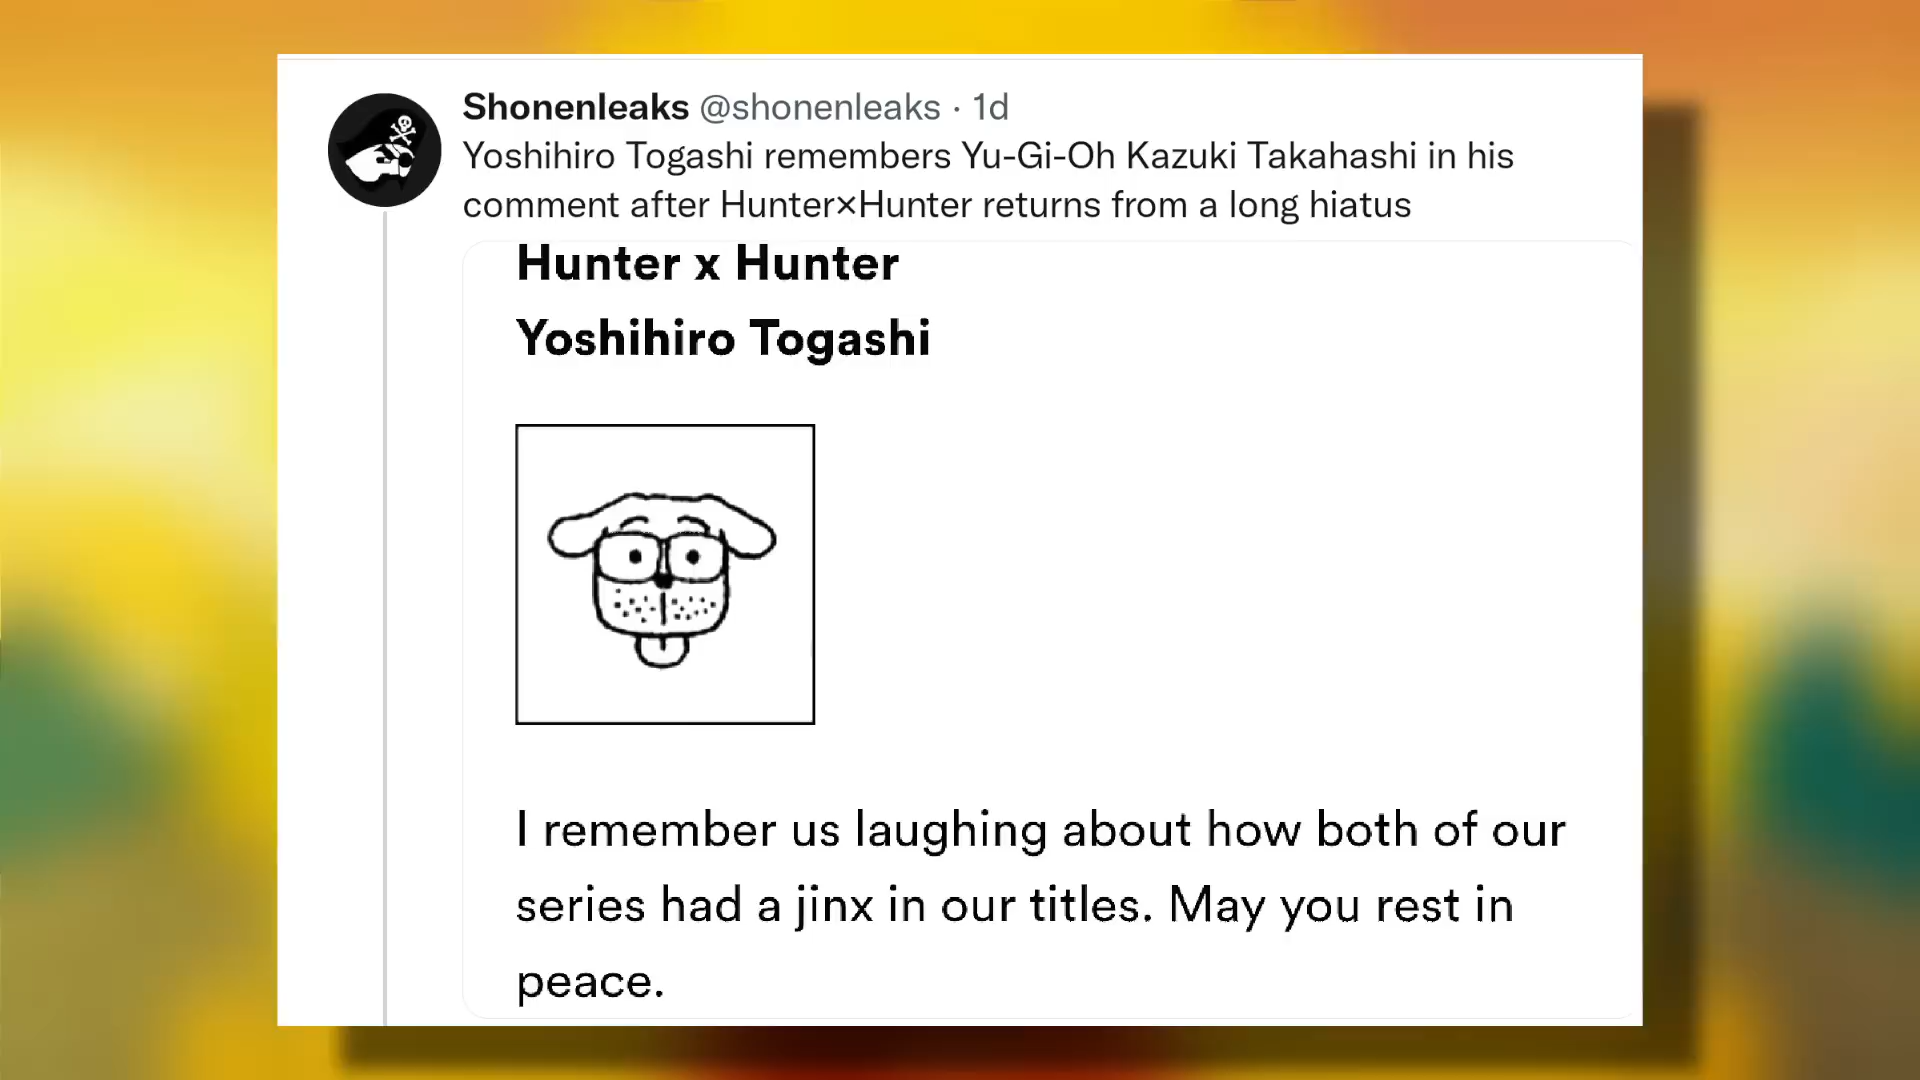 Shonenleaks @shonenleaks · 1d
Yoshihiro Togashi remembers Yu-Gi-Oh Kazuki Takahashi in his
comment after Hunter×Hunter returns from a long hiatus
Hunter x Hunter
Yoshihiro Togashi
I remember us laughing about how both of our
series had a jinx in our titles. May you rest in
peace.